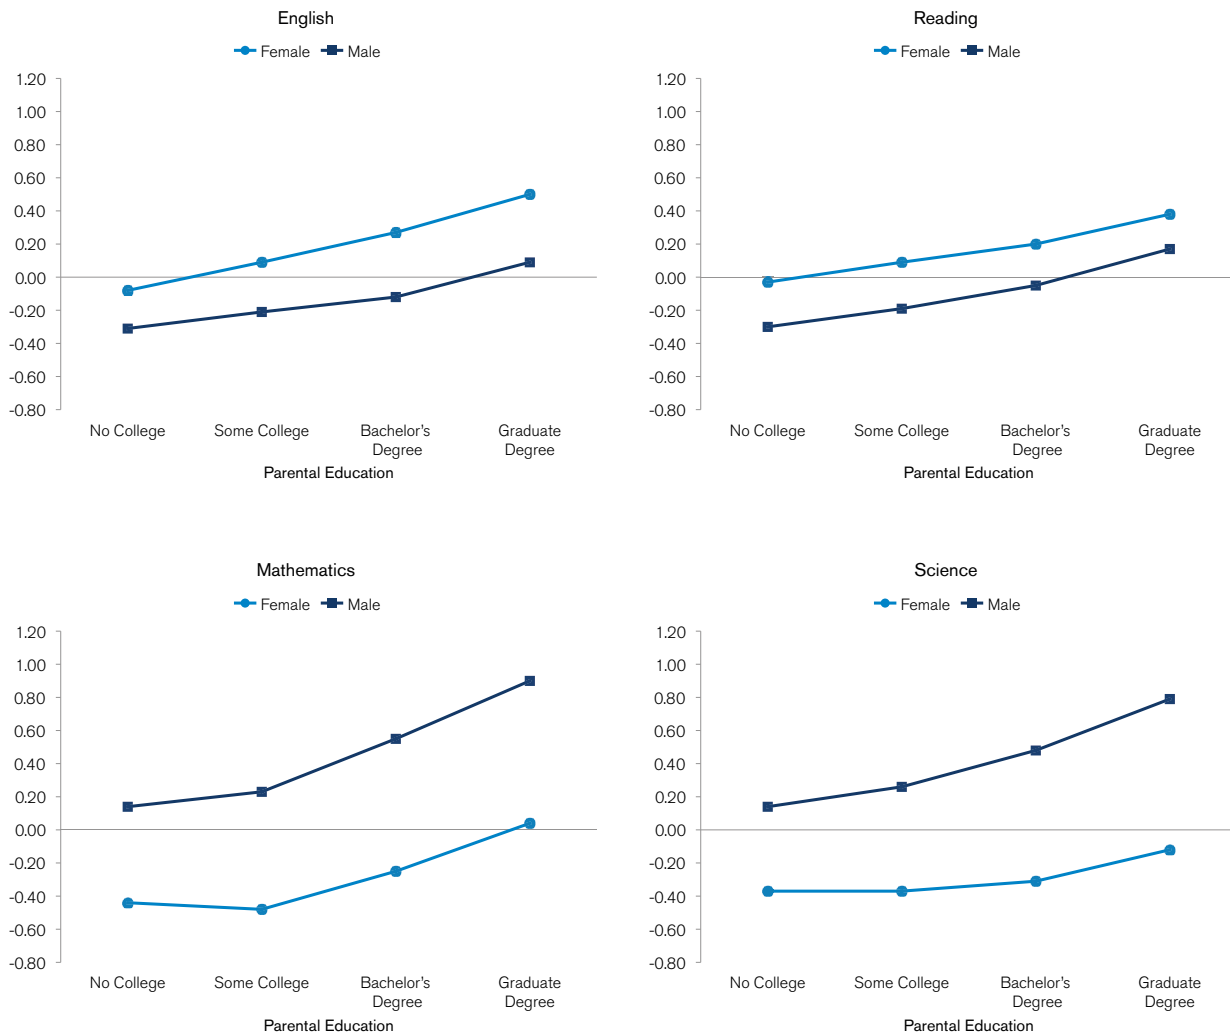 English
Female Male
1.20
1.00
0.80
0.60
0.40
0.20
0.00
-0.20
-0.40
-0.60
-0.80
No College Some College Bachelor's Graduate
Degree Degree
Parental Education
Reading
Female Male
1.20
1.00
0.80
0.60
0.40
0.20
0.00
-0.20
-0.40
-0.60
-0.80
No College Some College Bachelor's Graduate
Degree Degree
Parental Education
Mathematics
Female Male
1.20
1.00
0.80
0.60
0.40
0.20
0.00
-0.20
-0.40
-0.60
-0.80
No College Some College Bachelor's Graduate
Degree Degree
Parental Education
Science
Female Male
1.20
1.00
0.80
0.60
0.40
0.20
0.00
-0.20
-0.40
-0.60
-0.80
No College Some College Bachelor's Graduate
Degree Degree
Parental Education